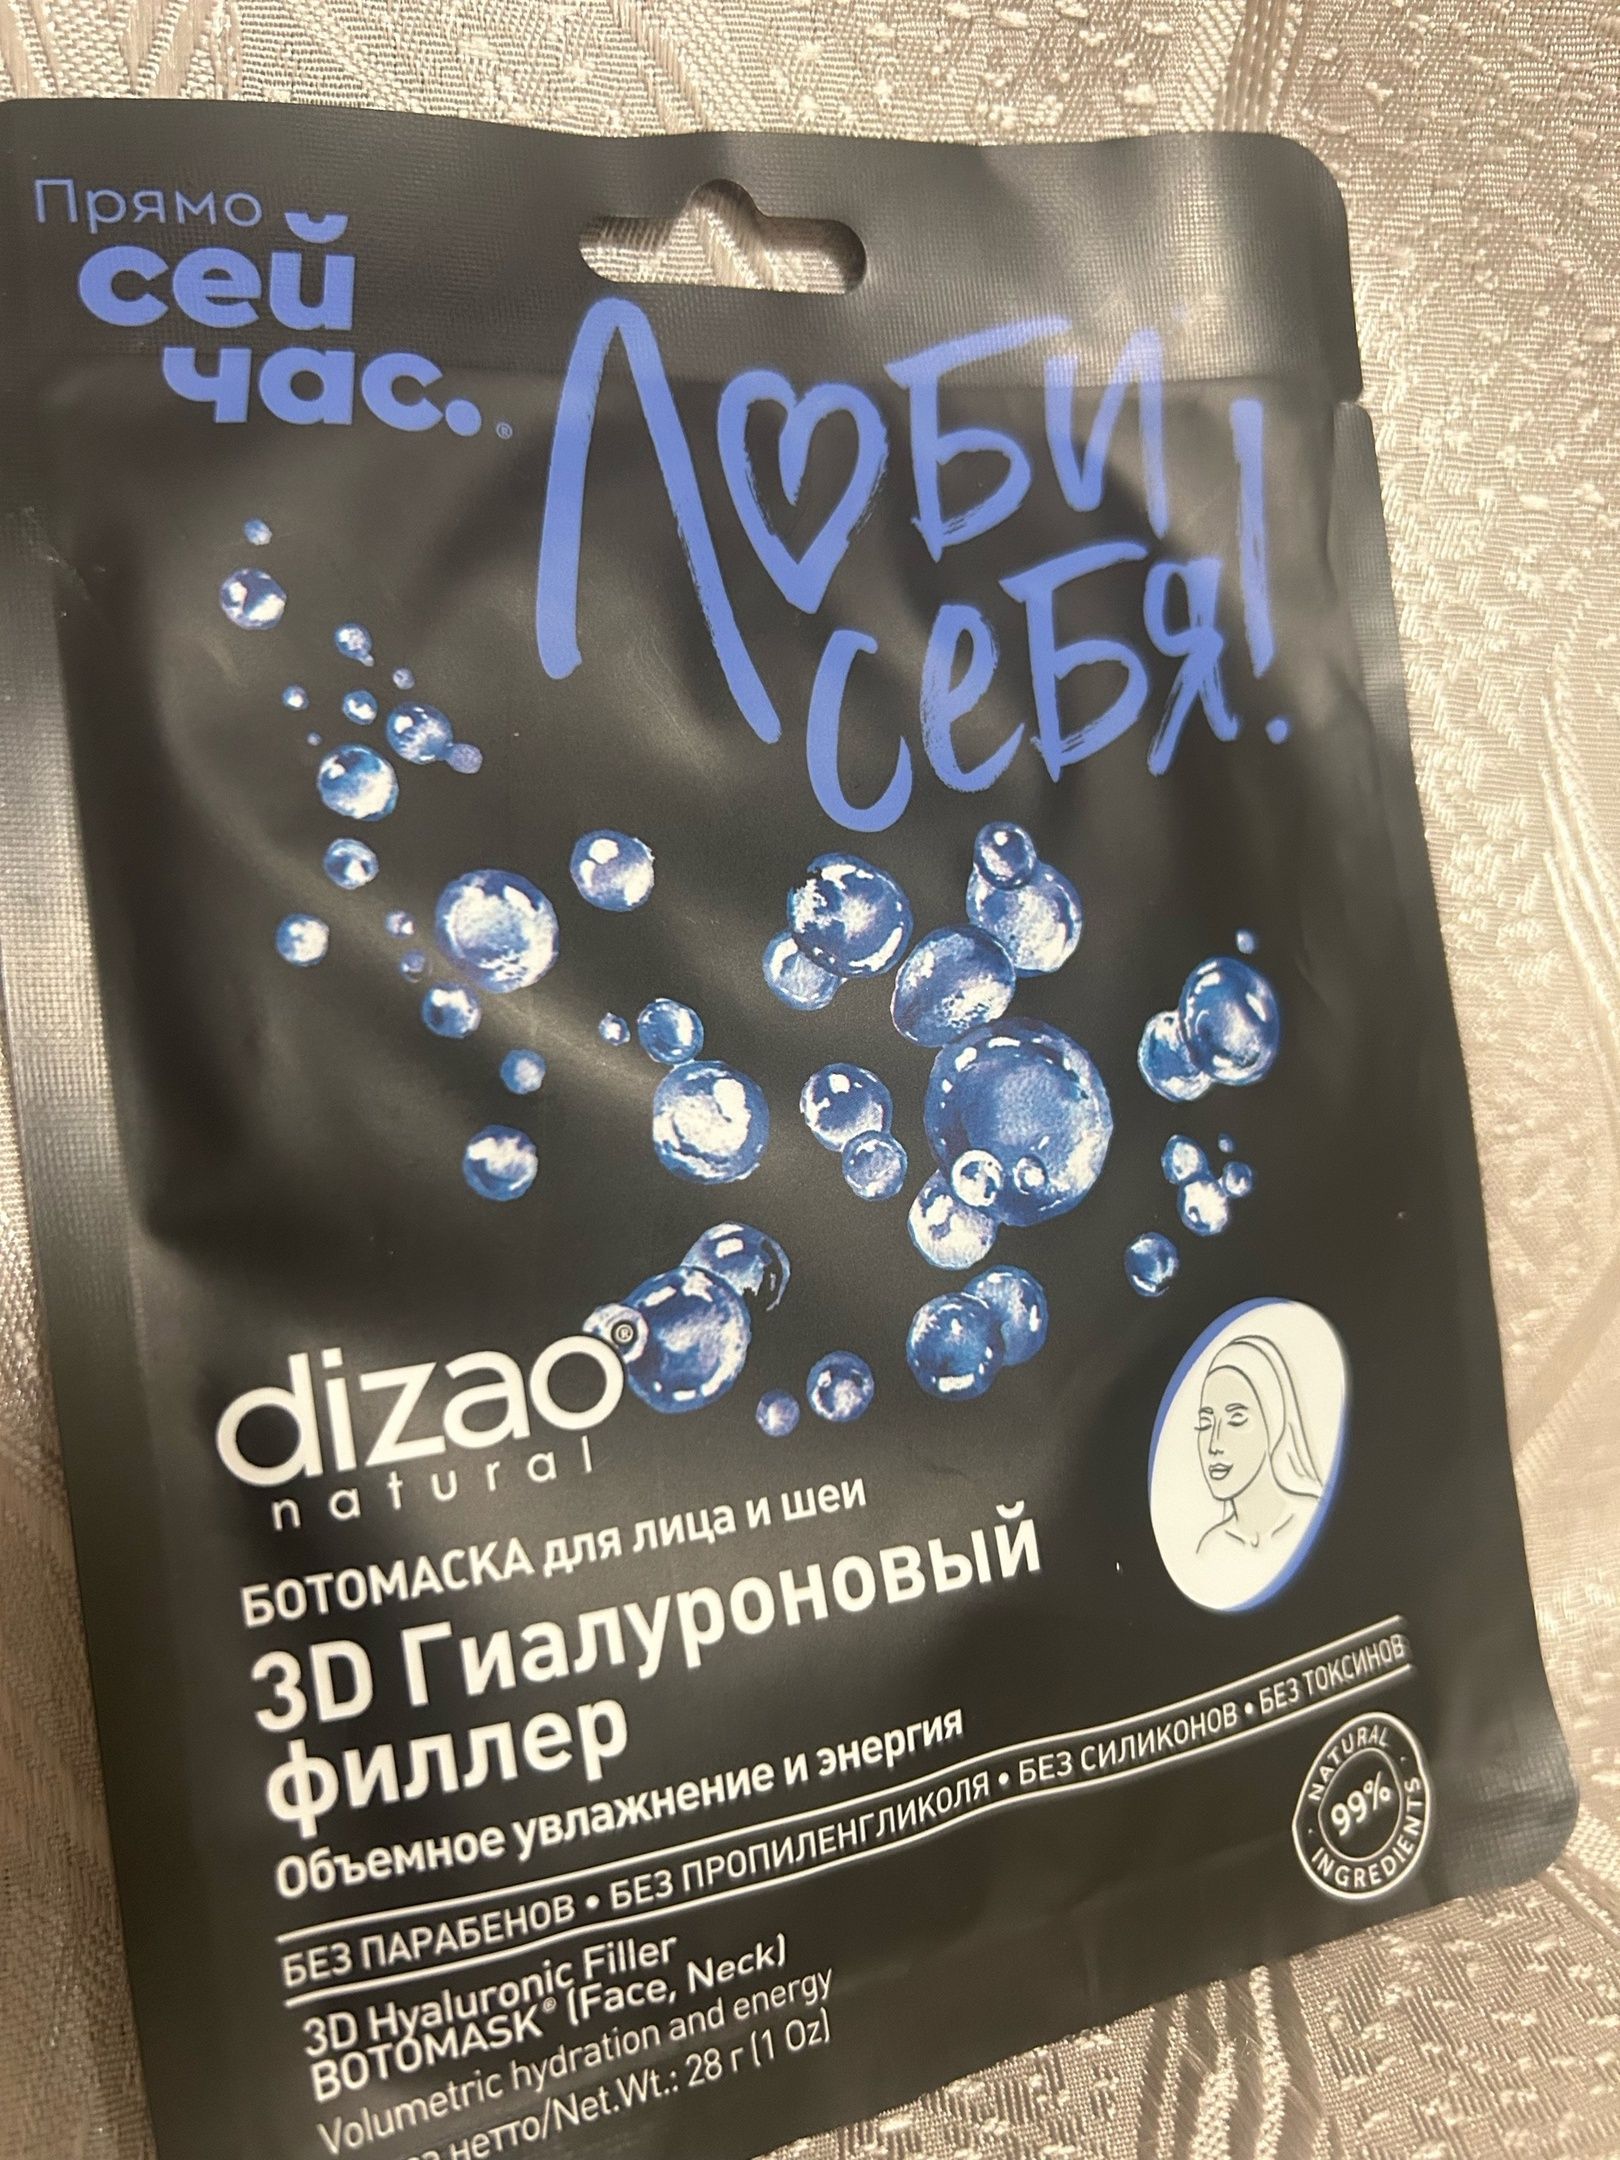 Прямо
сей
час.®
Люби
себя!
dizao®
natural
БОТОМАСКА для лица и шеи
3D Гиалуроновый
филлер
Объемное увлажнение и энергия
БЕЗ ПАРАБЕНОВ • БЕЗ ПРОПИЛЕНГЛИКОЛЯ • БЕЗ СИЛИКОНОВ • БЕЗ ТОКСИНОВ
NATURAL
99%
INGREDIENTS
3D Hyaluronic Filler
BOTOMASK® (Face, Neck)
Volumetric hydration and energy
нетто/Net.Wt.: 28 г (1 Oz)